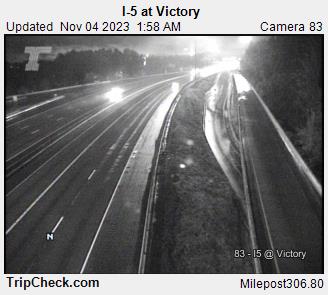 I-5 at Victory
Updated Nov 04 2023 1:58 AM Camera 83
T
N
83 - I5 @ Victory
TripCheck.com Milepost306.80